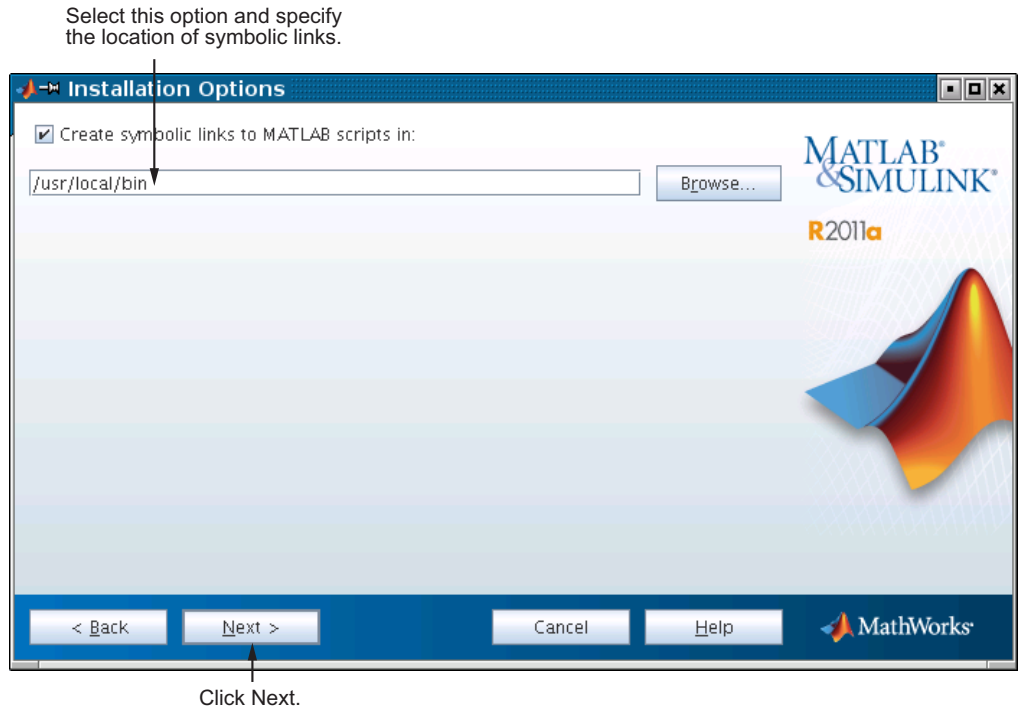 Select this option and specify
the location of symbolic links.
Installation Options
Create symbolic links to MATLAB scripts in:
/usr/local/bin
Browse...
MATLAB®
&SIMULINK®
R2011a
< Back
Next >
Cancel
Help
MathWorks®
Click Next.